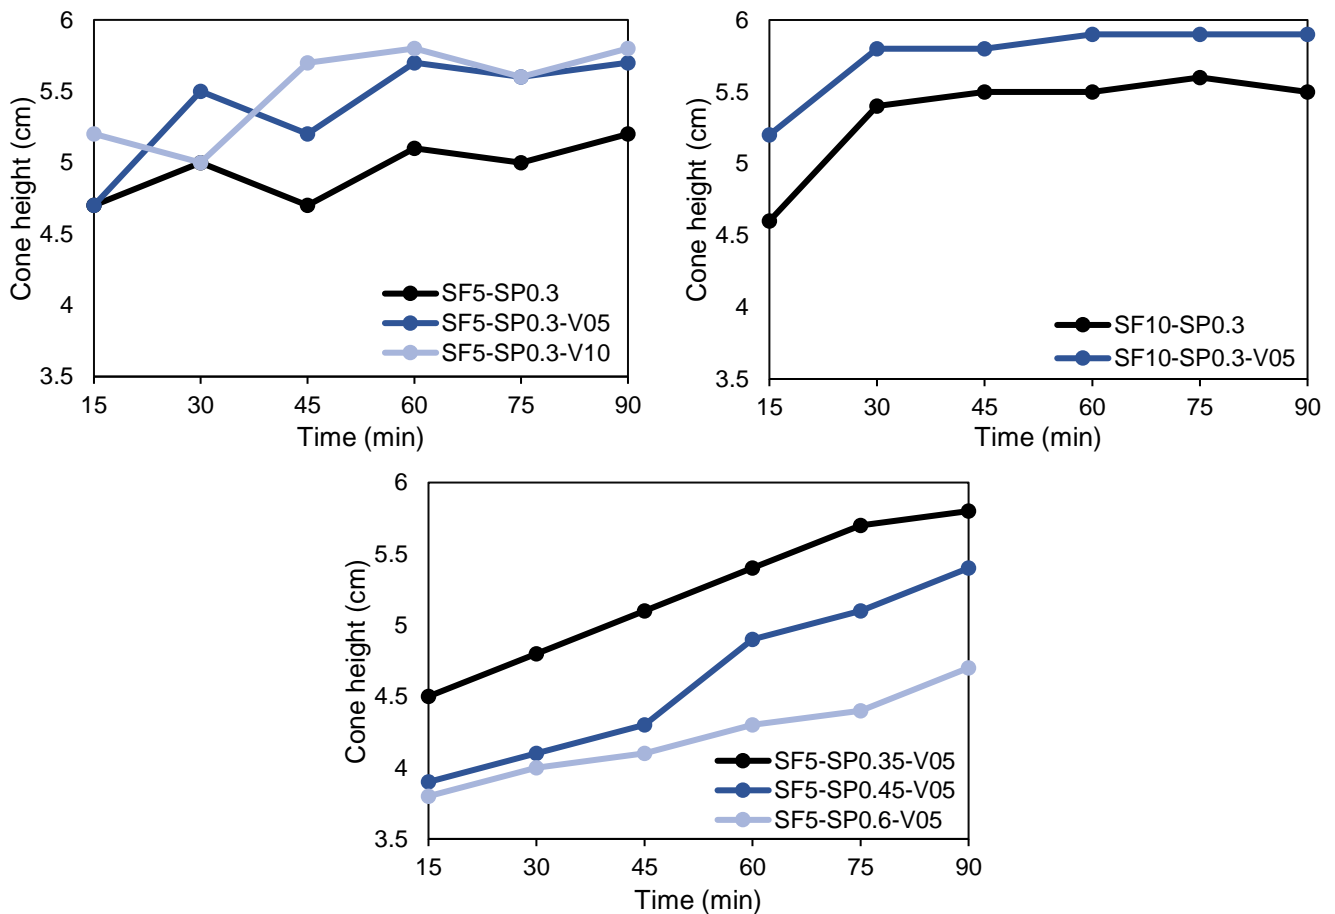 Cone height (cm)
6
5.5
5
4.5
4
3.5
15 30 45 60 75 90
Time (min)
SF5-SP0.3
SF5-SP0.3-V05
SF5-SP0.3-V10
Cone height (cm)
6
5.5
5
4.5
4
3.5
15 30 45 60 75 90
Time (min)
SF10-SP0.3
SF10-SP0.3-V05
Cone height (cm)
6
5.5
5
4.5
4
3.5
15 30 45 60 75 90
Time (min)
SF5-SP0.35-V05
SF5-SP0.45-V05
SF5-SP0.6-V05